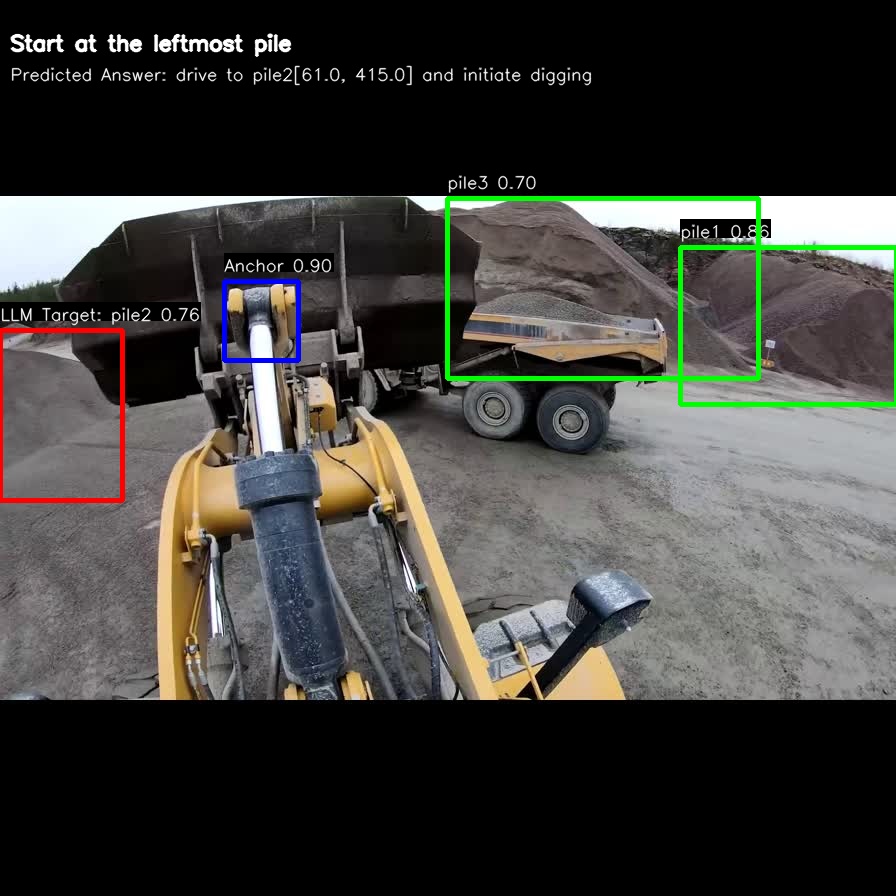 Start at the leftmost pile
Predicted Answer: drive to pile2[61.0, 415.0] and initiate digging
pile3 0.70
pile1 0.86
Anchor 0.90
LLM Target: pile2 0.76